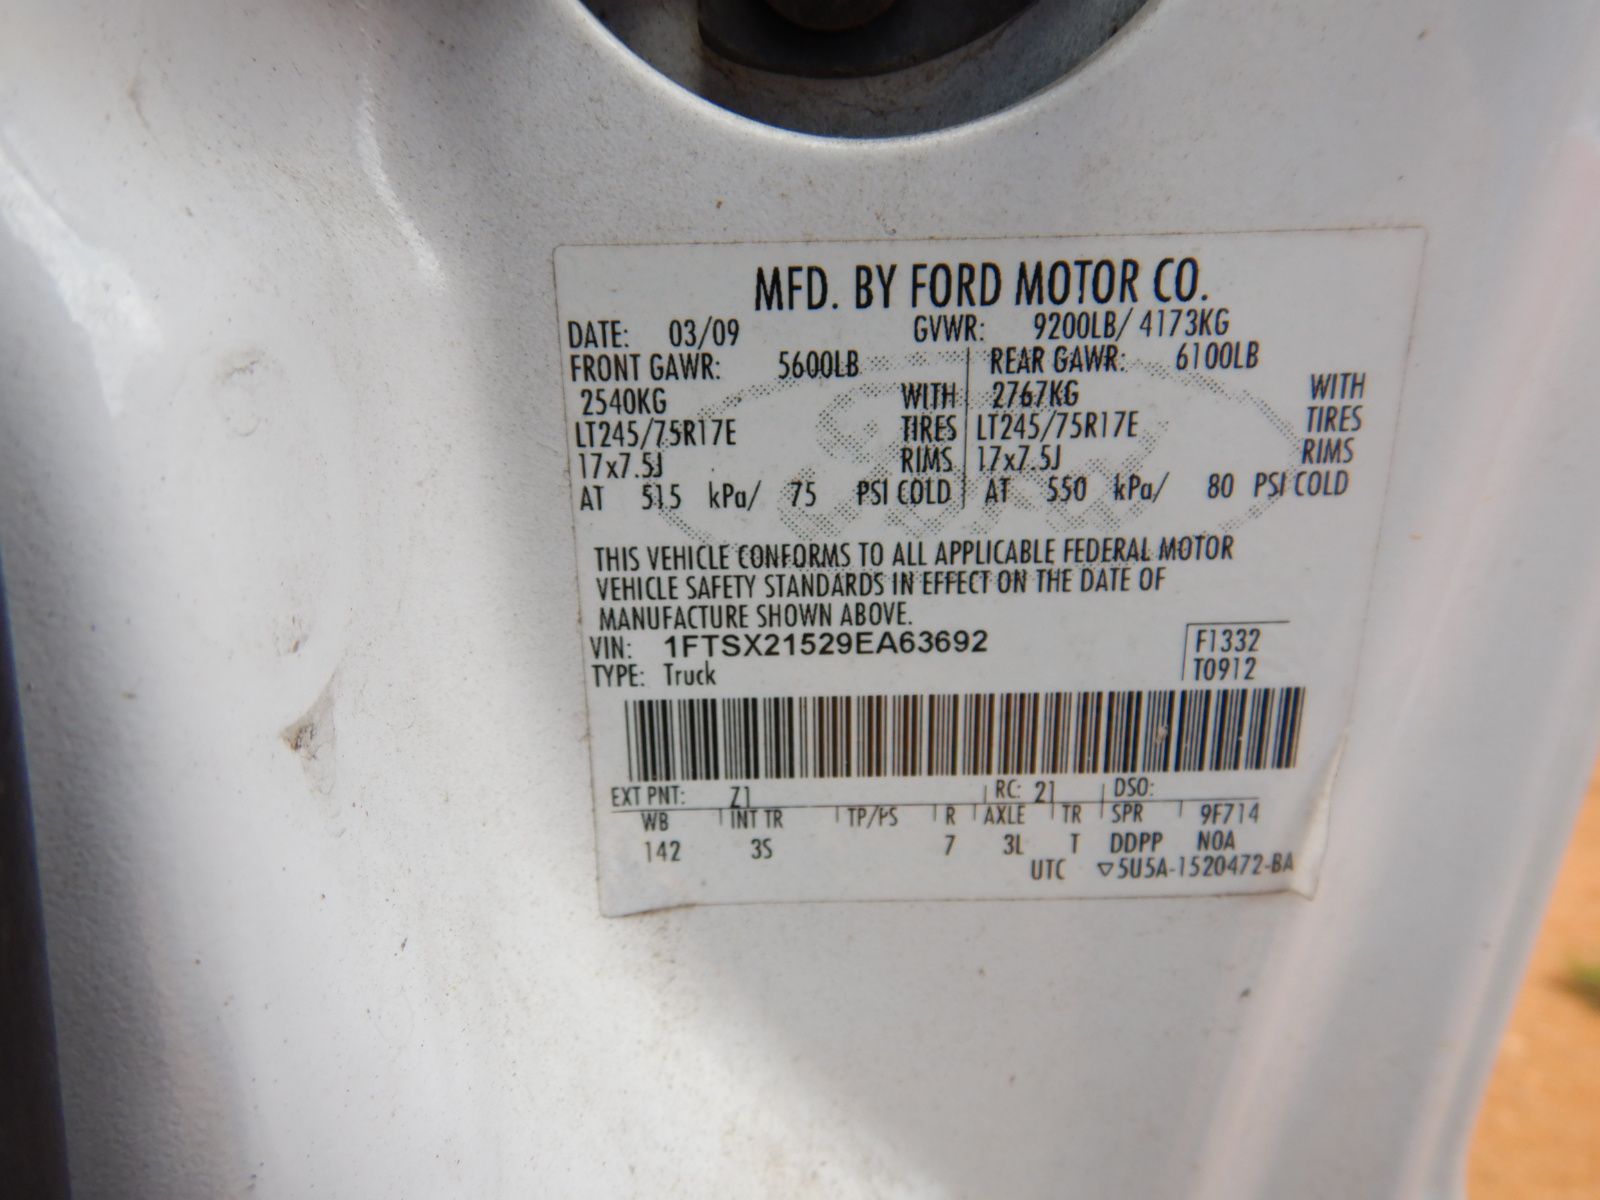 MFD. BY FORD MOTOR CO.
DATE: 03/09 GVWR: 9200LB/ 4173KG
FRONT GAWR: 5600LB REAR GAWR: 6100LB
2540KG WITH 2767KG WITH
LT245/75R17E TIRES LT245/75R17E TIRES
17x7.5J RIMS 17x7.5J RIMS
AT 515 kPa/ 75 PSI COLD AT 550 kPa/ 80 PSI COLD
THIS VEHICLE CONFORMS TO ALL APPLICABLE FEDERAL MOTOR
VEHICLE SAFETY STANDARDS IN EFFECT ON THE DATE OF
MANUFACTURE SHOWN ABOVE.
VIN: 1FTSX21529EA63692 F1332
TYPE: Truck T0912
EXT PNT: Z1 RC: 21 DSO:
WB INT TR TP/PS R AXLE TR SPR 9F714
142 3S 7 3L T DDPP N0A
UTC ▽5U5A-1520472-BA